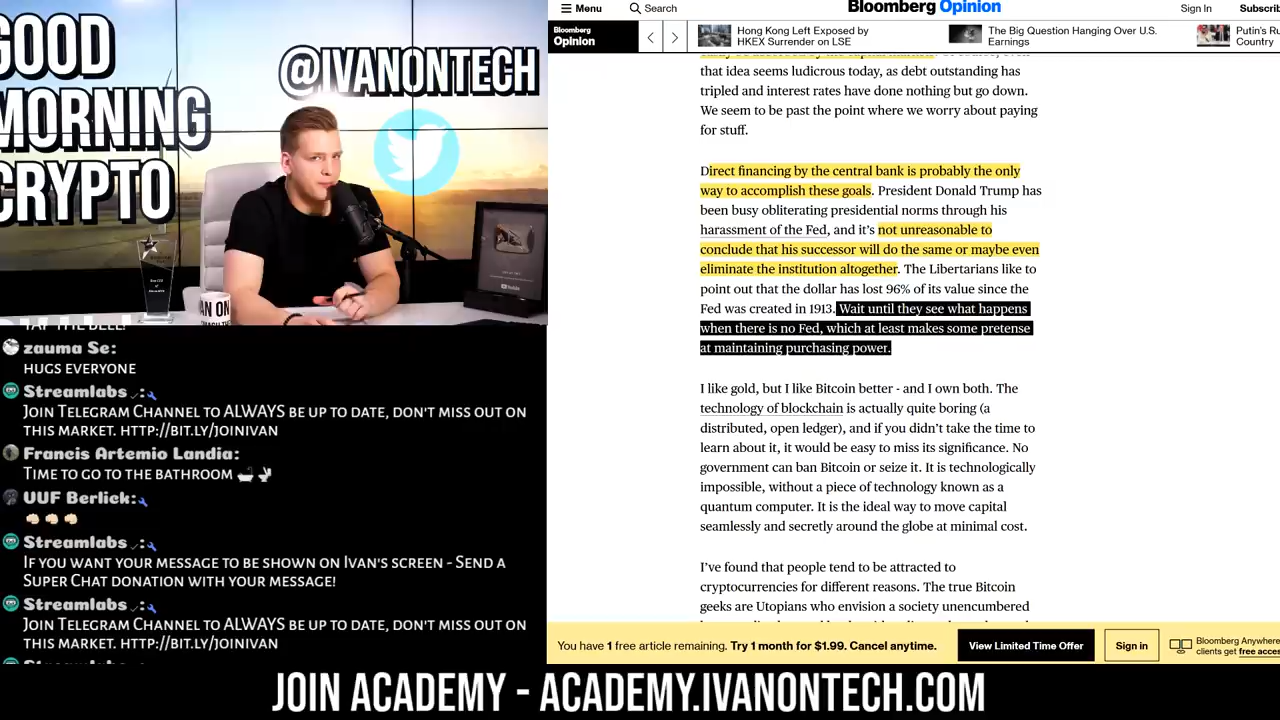 GOOD
MORNING
CRYPTO
@IVANONTECH
AN ON
TAP THE BELL!
zauma Se:
HUGS EVERYONE
Streamlabs :
JOIN TELEGRAM CHANNEL TO ALWAYS BE UP TO DATE, DON'T MISS OUT ON
THIS MARKET. HTTP://BIT.LY/JOINIVAN
Francis Artemio Landia:
TIME TO GO TO THE BATHROOM 🛁 🚽
UUF Berlick:
👊🏻 👊🏻 👊🏻
Streamlabs :
IF YOU WANT YOUR MESSAGE TO BE SHOWN ON IVAN'S SCREEN - SEND A
SUPER CHAT DONATION WITH YOUR MESSAGE!
Streamlabs :
JOIN TELEGRAM CHANNEL TO ALWAYS BE UP TO DATE, DON'T MISS OUT ON
THIS MARKET. HTTP://BIT.LY/JOINIVAN
Menu
Search
Bloomberg Opinion
Sign In
Subscri
Bloomberg
Opinion
Hong Kong Left Exposed by
HKEX Surrender on LSE
The Big Question Hanging Over U.S.
Earnings
Putin's Ru
Country
that idea seems ludicrous today, as debt outstanding has
tripled and interest rates have done nothing but go down.
We seem to be past the point where we worry about paying
for stuff.
Direct financing by the central bank is probably the only
way to accomplish these goals. President Donald Trump has
been busy obliterating presidential norms through his
harassment of the Fed, and it's not unreasonable to
conclude that his successor will do the same or maybe even
eliminate the institution altogether. The Libertarians like to
point out that the dollar has lost 96% of its value since the
Fed was created in 1913. Wait until they see what happens
when there is no Fed, which at least makes some pretense
at maintaining purchasing power.
I like gold, but I like Bitcoin better - and I own both. The
technology of blockchain is actually quite boring (a
distributed, open ledger), and if you didn't take the time to
learn about it, it would be easy to miss its significance. No
government can ban Bitcoin or seize it. It is technologically
impossible, without a piece of technology known as a
quantum computer. It is the ideal way to move capital
seamlessly and secretly around the globe at minimal cost.
I've found that people tend to be attracted to
cryptocurrencies for different reasons. The true Bitcoin
geeks are Utopians who envision a society unencumbered
You have 1 free article remaining. Try 1 month for $1.99. Cancel anytime.
View Limited Time Offer
Sign in
Bloomberg Anywhere
clients get free acces
JOIN ACADEMY - ACADEMY.IVANONTECH.COM